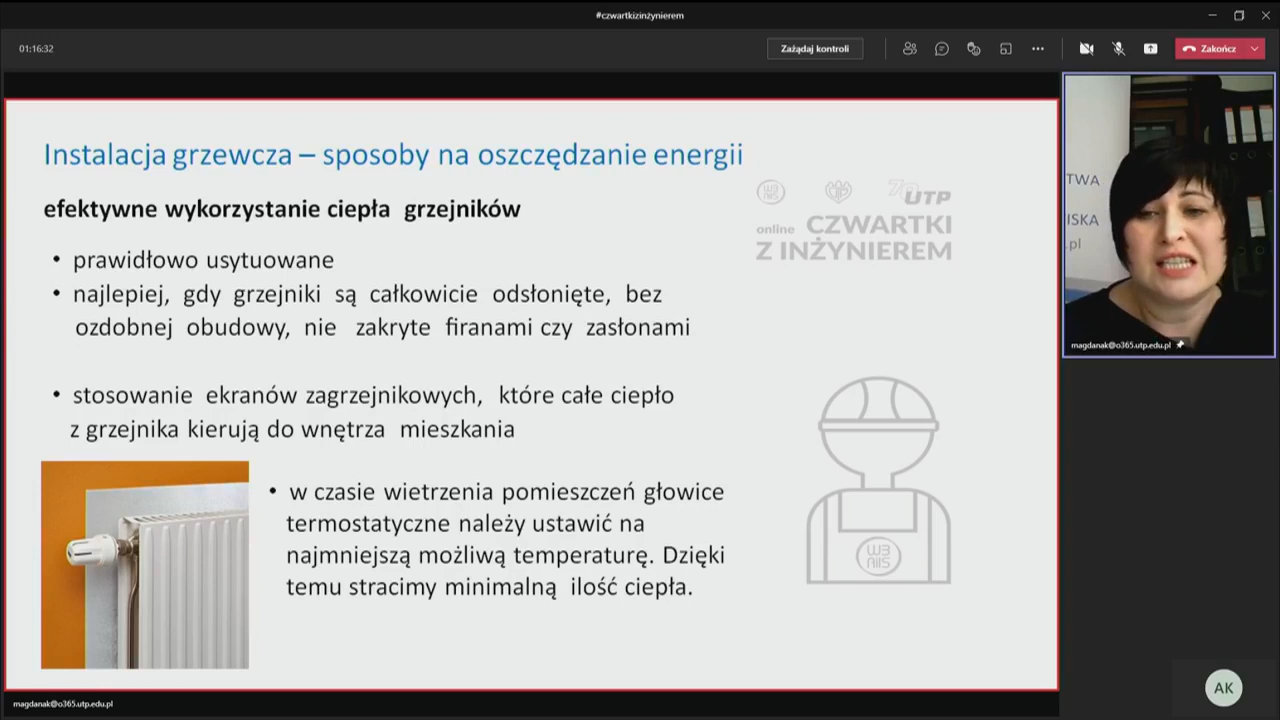 #czwartkizinżynierem
01:16:32
Zażądaj kontroli
Zakończ
Instalacja grzewcza – sposoby na oszczędzanie energii
efektywne wykorzystanie ciepła grzejników
• prawidłowo usytuowane
• najlepiej, gdy grzejniki są całkowicie odsłonięte, bez
ozdobnej obudowy, nie zakryte firanami czy zasłonami
• stosowanie ekranów zagrzejnikowych, które całe ciepło
z grzejnika kierują do wnętrza mieszkania
• w czasie wietrzenia pomieszczeń głowice
termostatyczne należy ustawić na
najmniejszą możliwą temperaturę. Dzięki
temu stracimy minimalną ilość ciepła.
70 UTP
online CZWARTKI
Z INŻYNIEREM
TWA
ISKA
.pl
magdanak@o365.utp.edu.pl
AK
magdanak@o365.utp.edu.pl